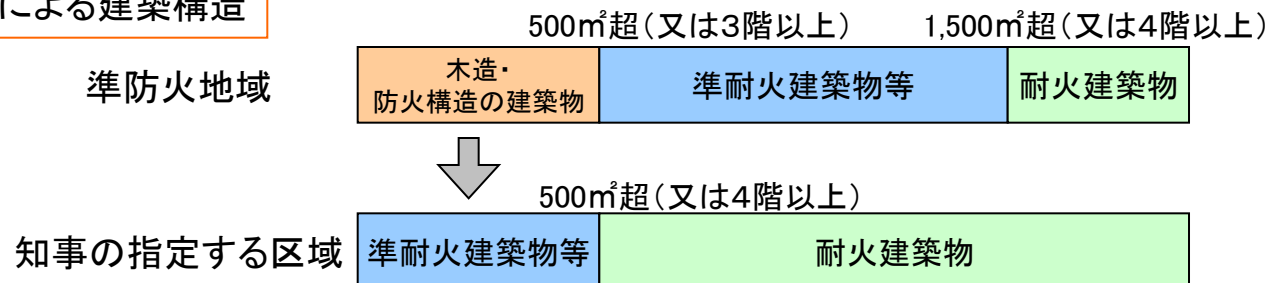 による建築構造
500㎡超(又は3階以上) 1,500㎡超(又は4階以上)
準防火地域
木造・
防火構造の建築物
準耐火建築物等
耐火建築物
500㎡超(又は4階以上)
知事の指定する区域
準耐火建築物等
耐火建築物